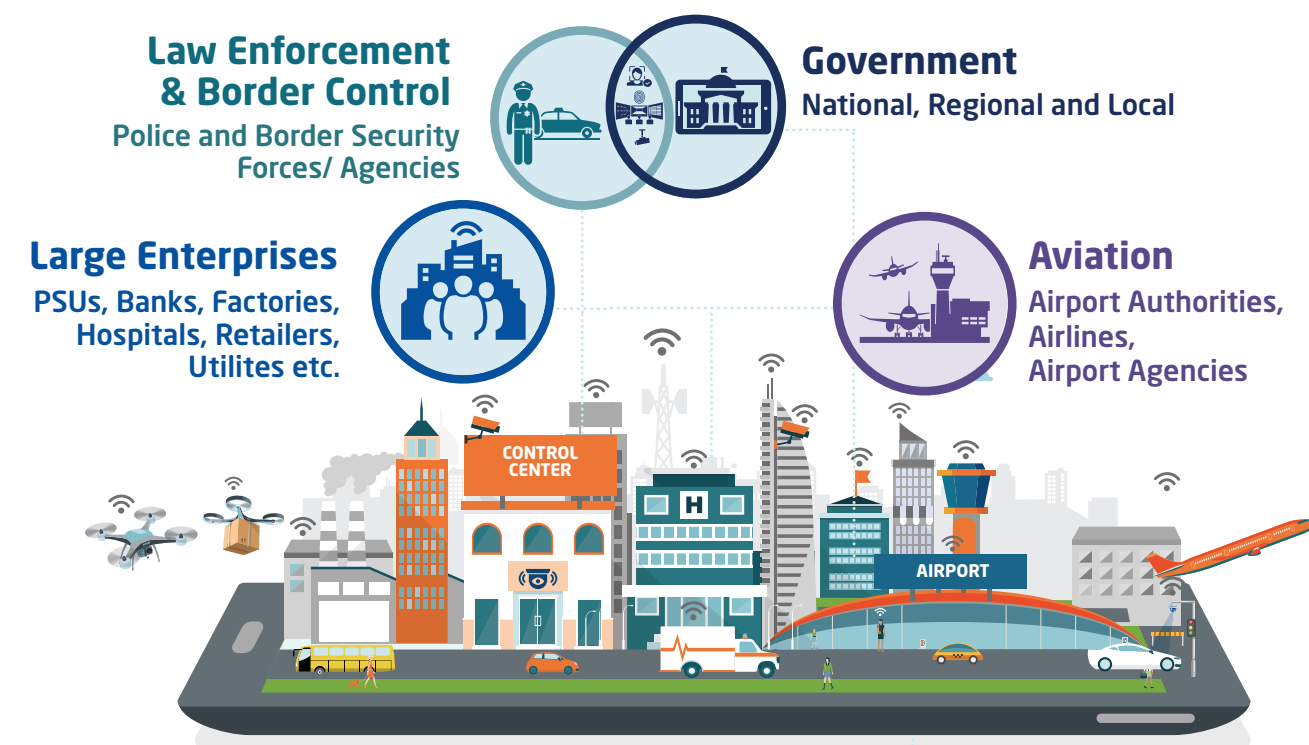 Law Enforcement
& Border Control
Police and Border Security
Forces/ Agencies
Government
National, Regional and Local
Large Enterprises
PSUs, Banks, Factories,
Hospitals, Retailers,
Utilites etc.
Aviation
Airport Authorities,
Airlines,
Airport Agencies
CONTROL
CENTER
H
AIRPORT